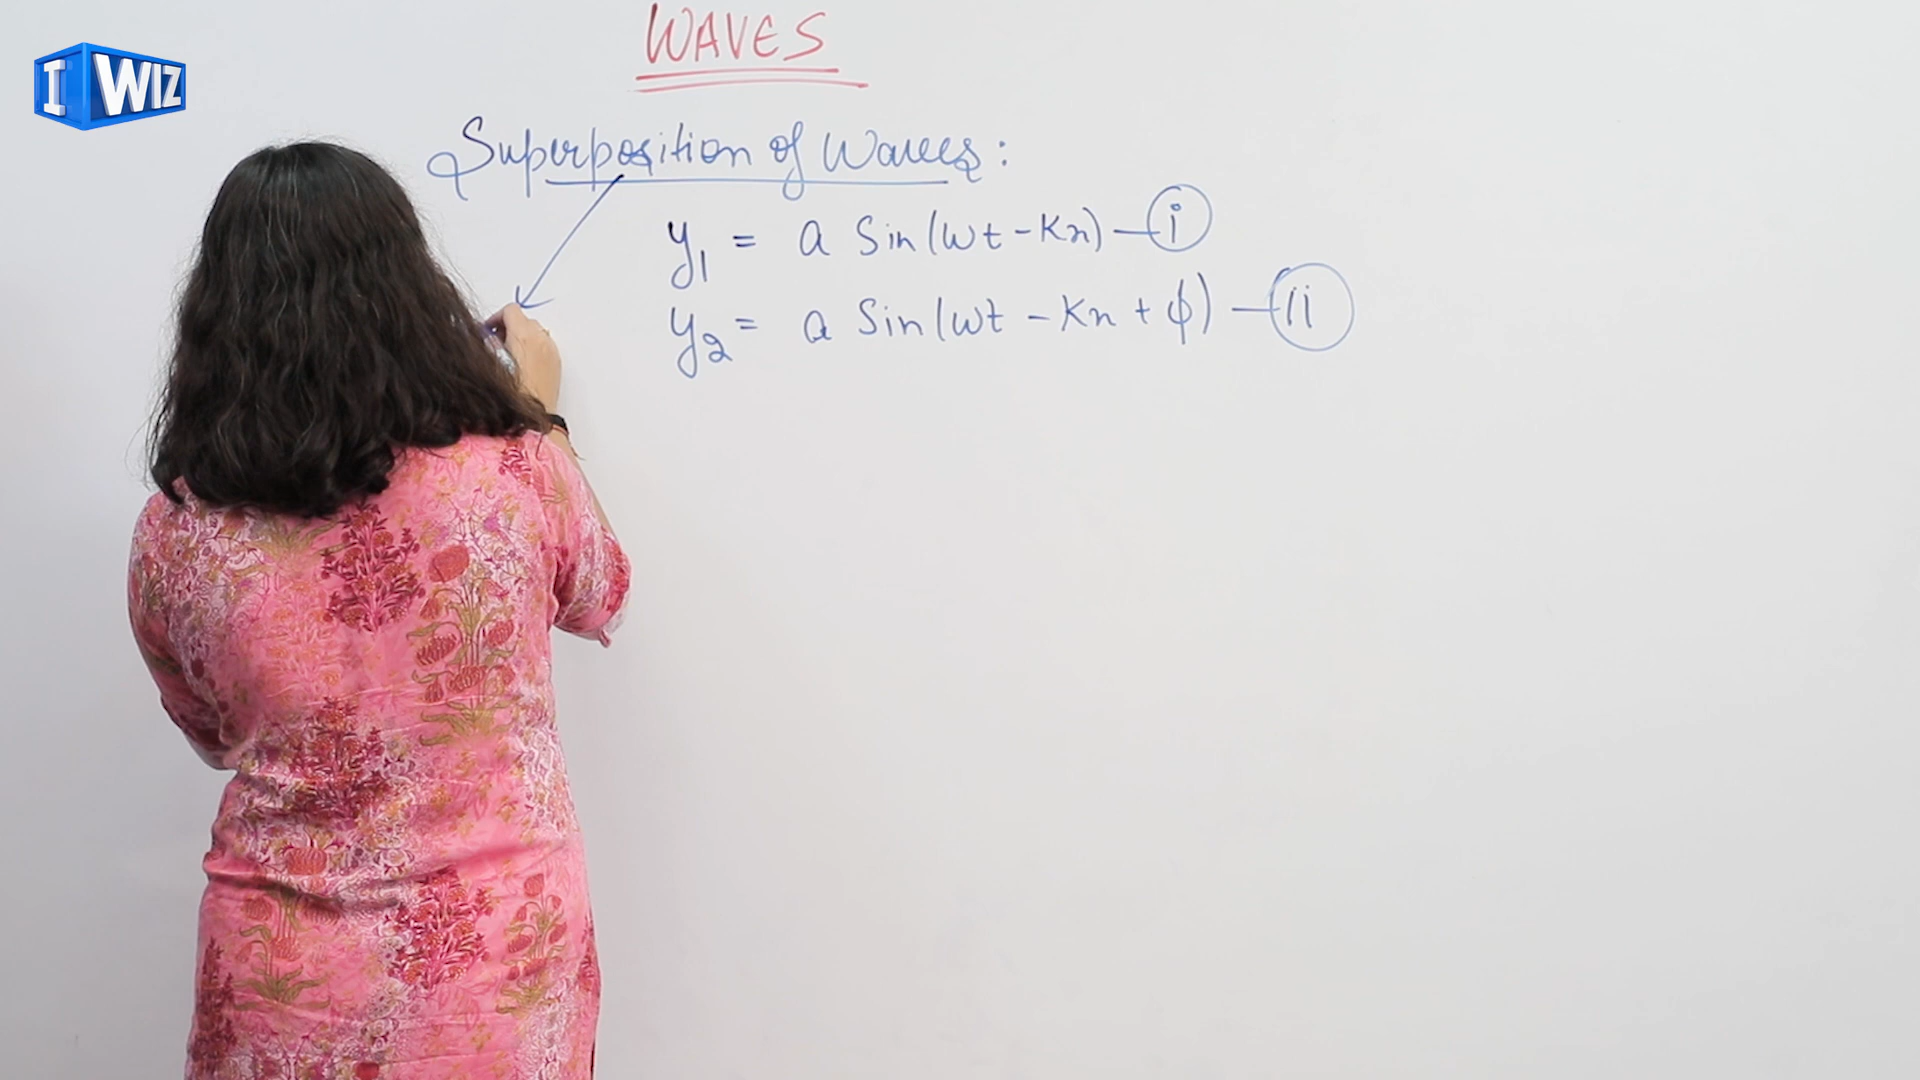 I WIZ
WAVES
Superposition of Waves:
y₁ = a Sin(ωt - Kx) — i
y₂ = a Sin(ωt - Kx + ϕ) — ii